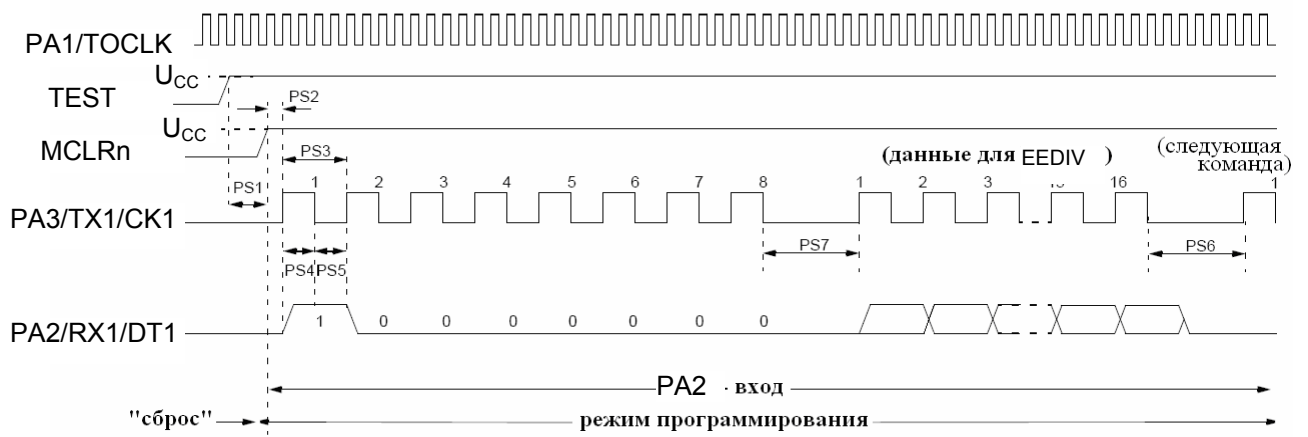 PA1/TOCLK
UCC
TEST
PS2
UCC
MCLRn
PS3
(данные для EEDIV )
(следующая
команда)
PS1
1 2 3 4 5 6 7 8 1 2 3 16 1
PA3/TX1/CK1
PS7
PS6
PS4 PS5
PA2/RX1/DT1
1 0 0 0 0 0 0 0
PA2 - вход
"сброс"
режим программирования